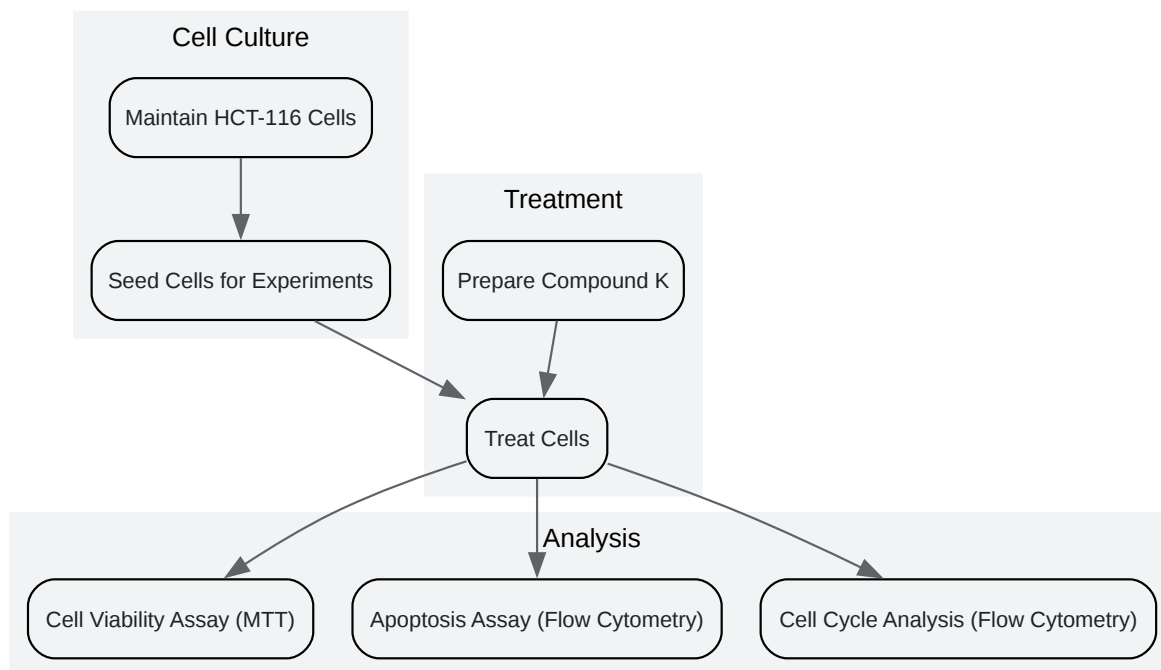 Cell Culture
Maintain HCT-116 Cells
Treatment
Seed Cells for Experiments
Prepare Compound K
Treat Cells
Analysis
Cell Viability Assay (MTT)
Apoptosis Assay (Flow Cytometry)
Cell Cycle Analysis (Flow Cytometry)